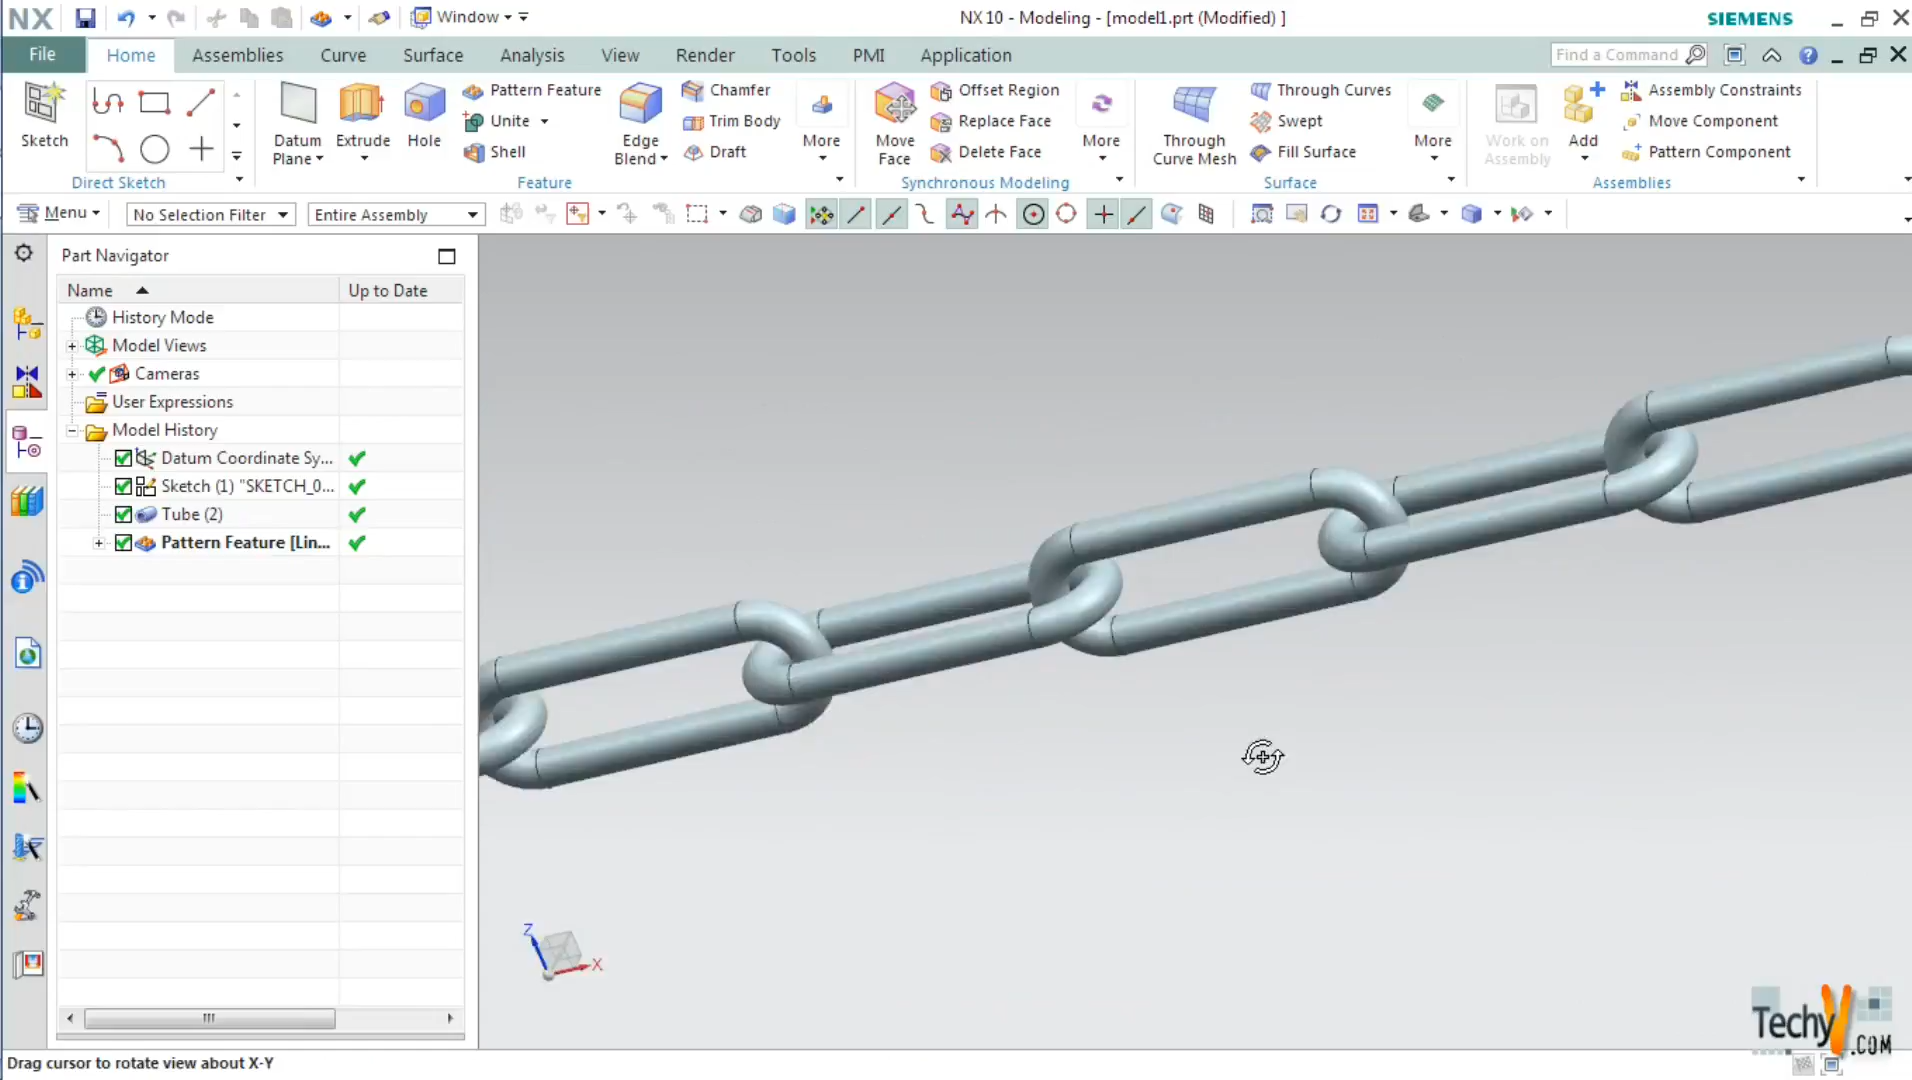 NX
Window
NX 10 - Modeling - [model1.prt (Modified) ]
SIEMENS
File
Home
Assemblies
Curve
Surface
Analysis
View
Render
Tools
PMI
Application
Find a Command
Sketch
Direct Sketch
Datum
Plane
Extrude
Hole
Pattern Feature
Unite
Shell
Edge
Blend
Chamfer
Trim Body
Draft
More
Feature
Move
Face
Offset Region
Replace Face
Delete Face
More
Synchronous Modeling
Through
Curve Mesh
Through Curves
Swept
Fill Surface
More
Surface
Work on
Assembly
Add
Assembly Constraints
Move Component
Pattern Component
Assemblies
Menu
No Selection Filter
Entire Assembly
Part Navigator
Name
Up to Date
History Mode
Model Views
Cameras
User Expressions
Model History
Datum Coordinate Sy...
Sketch (1) "SKETCH_0...
Tube (2)
Pattern Feature [Lin...
Z
X
TechyV
.COM
Drag cursor to rotate view about X-Y